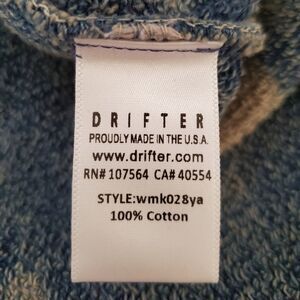 DRIFTER
PROUDLY MADE IN THE U.S.A.
www.drifter.com
RN# 107564 CA# 40554
STYLE:wmk028ya
100% Cotton